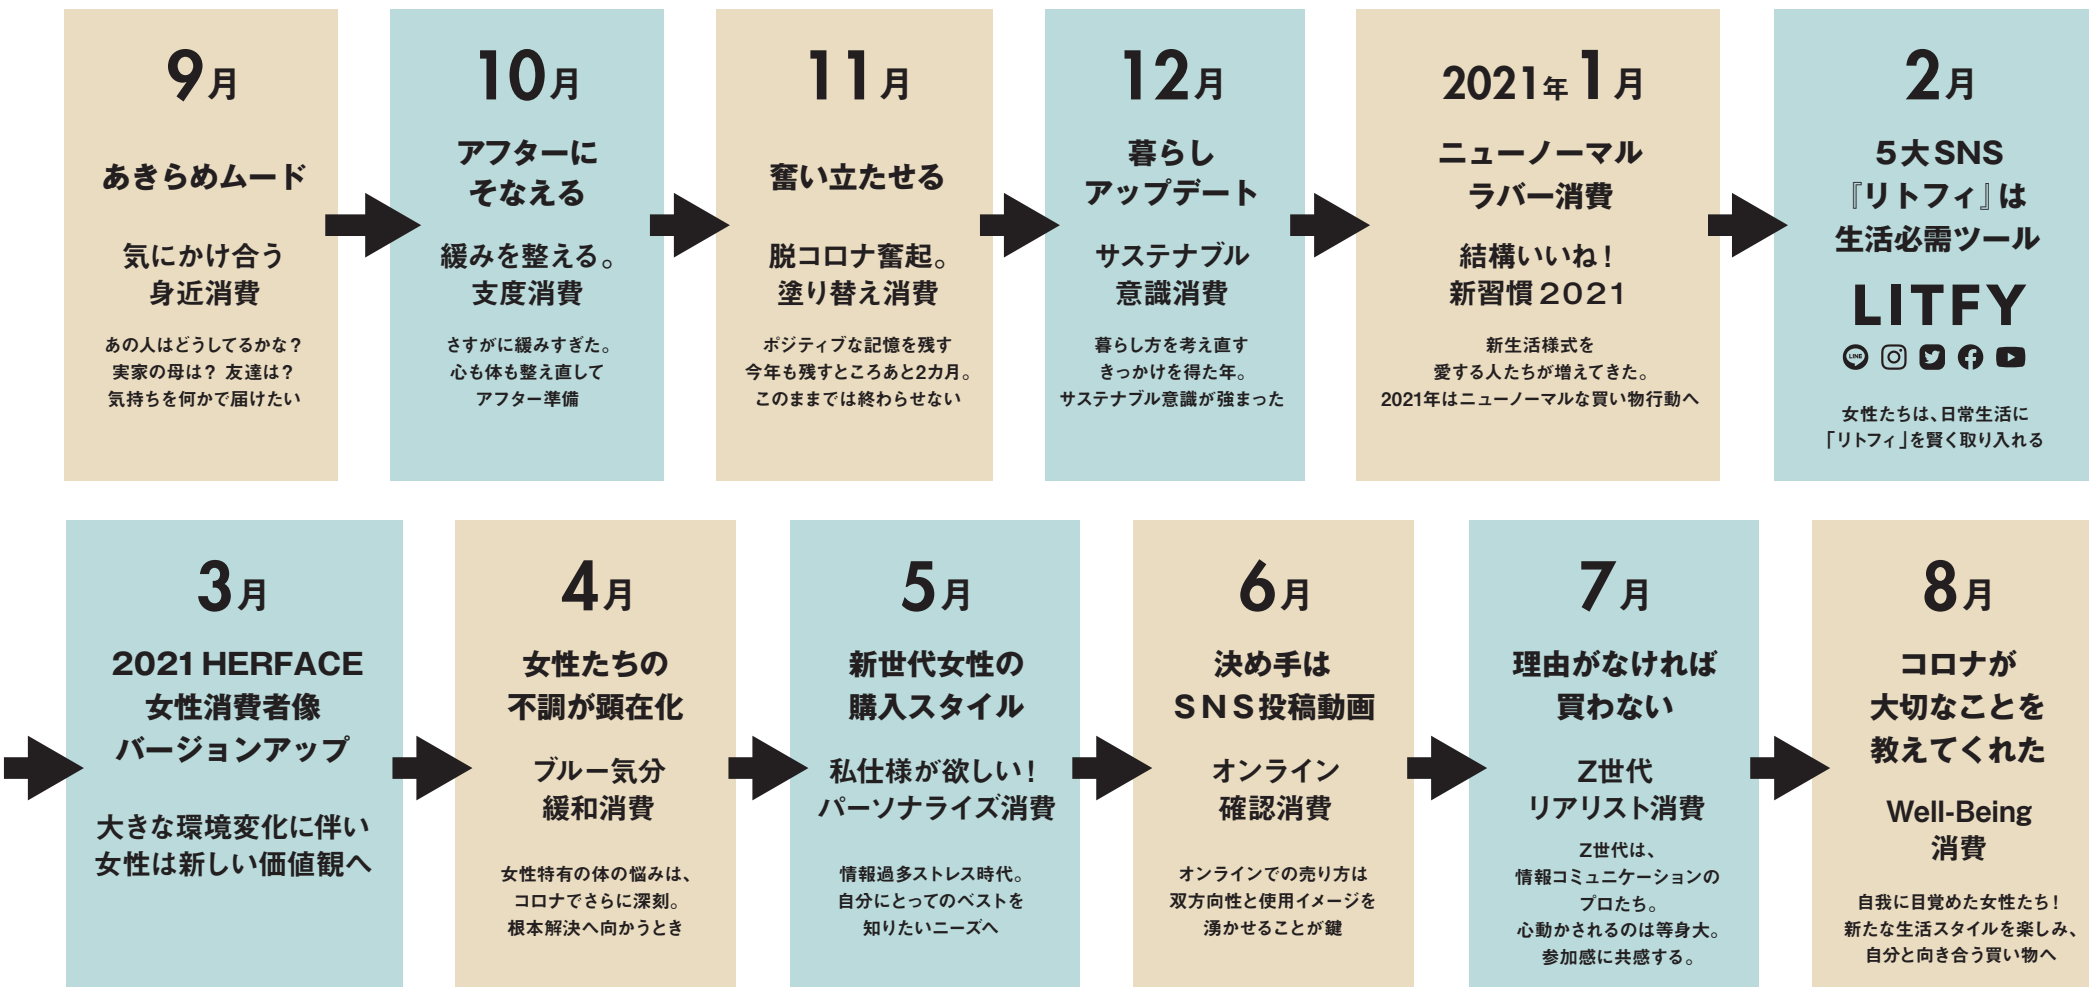 9月
あきらめムード
気にかけ合う
身近消費
あの人はどうしてるかな?
実家の母は? 友達は?
気持ちを何かで届けたい
10月
アフターに
そなえる
緩みを整える。
支度消費
さすがに緩みすぎた。
心も体も整え直して
アフター準備
11月
奮い立たせる
脱コロナ奮起。
塗り替え消費
ポジティブな記憶を残す
今年も残すところあと2カ月。
このままでは終わらせない
12月
暮らし
アップデート
サステナブル
意識消費
暮らし方を考え直す
きっかけを得た年。
サステナブル意識が強まった
2021年 1月
ニューノーマル
ラバー消費
結構いいね!
新習慣2021
新生活様式を
愛する人たちが増えてきた。
2021年はニューノーマルな買い物行動へ
2月
5大SNS
『リトフィ』は
生活必需ツール
LITFY
LINE
女性たちは、日常生活に
「リトフィ」を賢く取り入れる
3月
2021 HERFACE
女性消費者像
バージョンアップ
大きな環境変化に伴い
女性は新しい価値観へ
4月
女性たちの
不調が顕在化
ブルー気分
緩和消費
女性特有の体の悩みは、
コロナでさらに深刻。
根本解決へ向かうとき
5月
新世代女性の
購入スタイル
私仕様が欲しい!
パーソナライズ消費
情報過多ストレス時代。
自分にとってのベストを
知りたいニーズへ
6月
決め手は
SNS投稿動画
オンライン
確認消費
オンラインでの売り方は
双方向性と使用イメージを
湧かせることが鍵
7月
理由がなければ
買わない
Z世代
リアリスト消費
Z世代は、
情報コミュニケーションの
プロたち。
心動かされるのは等身大。
参加感に共感する。
8月
コロナが
大切なことを
教えてくれた
Well-Being
消費
自我に目覚めた女性たち!
新たな生活スタイルを楽しみ、
自分と向き合う買い物へ